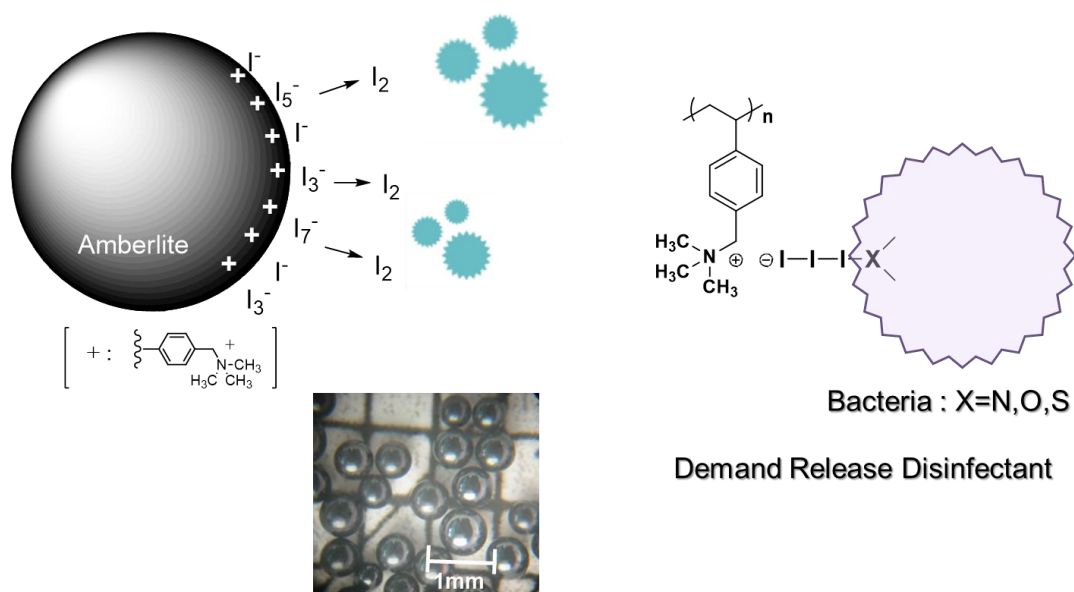 I⁻
I₅⁻
I₂
I⁻
I₃⁻
I₂
I₇⁻
I₂
I⁻
I₃⁻
+
+
+
+
+
+
+
Amberlite
[ + :
+
N—CH₃
H₃C CH₃ ]
1mm
n
H₃C
H₃C N ⊕ ⊖ I—I—I—X
CH₃
Bacteria : X=N,O,S
Demand Release Disinfectant